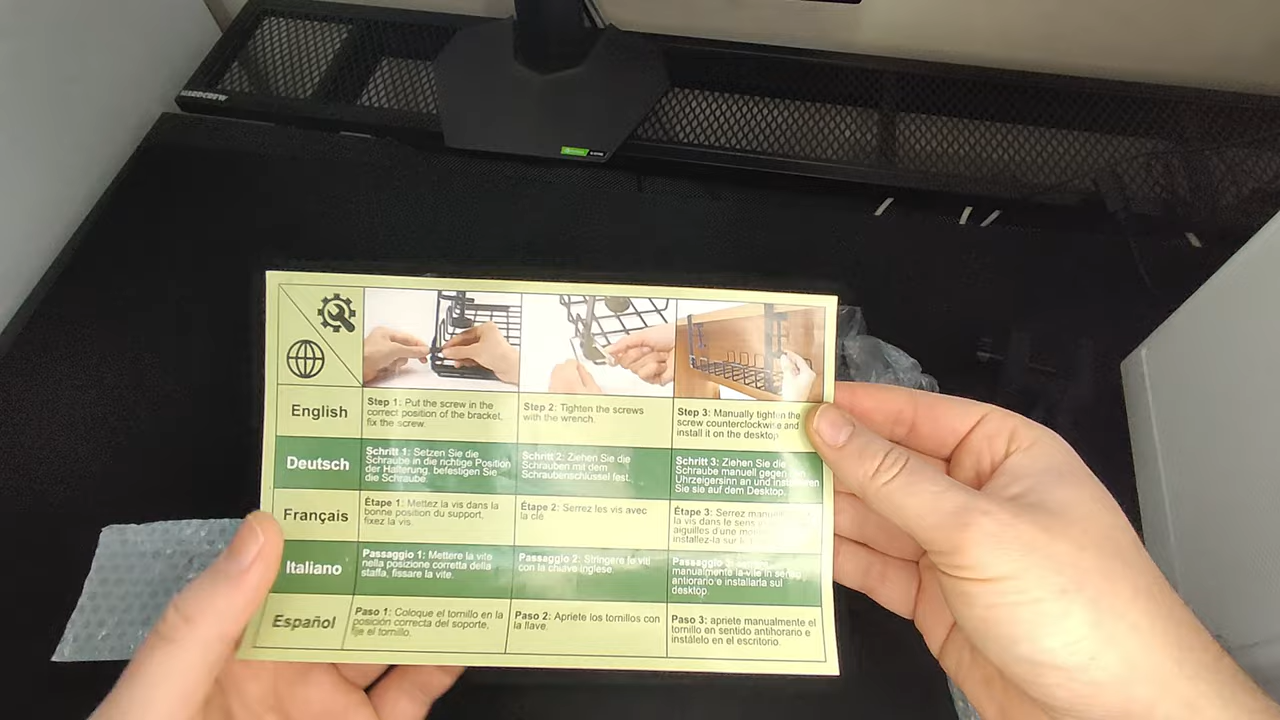 English
Step 1: Put the screw in the
correct position of the bracket,
fix the screw.
Step 2: Tighten the screws
with the wrench.
Step 3: Manually tighten the
screw counterclockwise and
install it on the desktop
Deutsch
Schritt 1: Setzen Sie die
Schraube in die richtige Position
der Halterung, befestigen Sie
die Schraube.
Schritt 2: Ziehen Sie die
Schrauben mit dem
Schraubenschlüssel fest.
Schritt 3: Ziehen Sie die
Schraube manuell gegen den
Uhrzeigersinn an und installieren
Sie sie auf dem Desktop.
Français
Étape 1: Mettez la vis dans la
bonne position du support,
fixez la vis.
Étape 2: Serrez les vis avec
la clé
Étape 3: Serrez
la vis dans le sens
aiguilles d'une
installez-la sur
Italiano
Passaggio 1: Mettere la vite
nella posizione corretta della
staffa, fissare la vite.
Passaggio 2: Stringere le viti
con la chiave inglese.
Passaggio 3:
manualmente la vite in senso
antiorario e installarla sul
desktop.
Español
Paso 1: Coloque el tornillo en la
posición correcta del soporte,
fije el tornillo.
Paso 2: Apriete los tornillos con
la llave.
Paso 3: apriete manualmente el
tornillo en sentido antihorario e
instálelo en el escritorio.